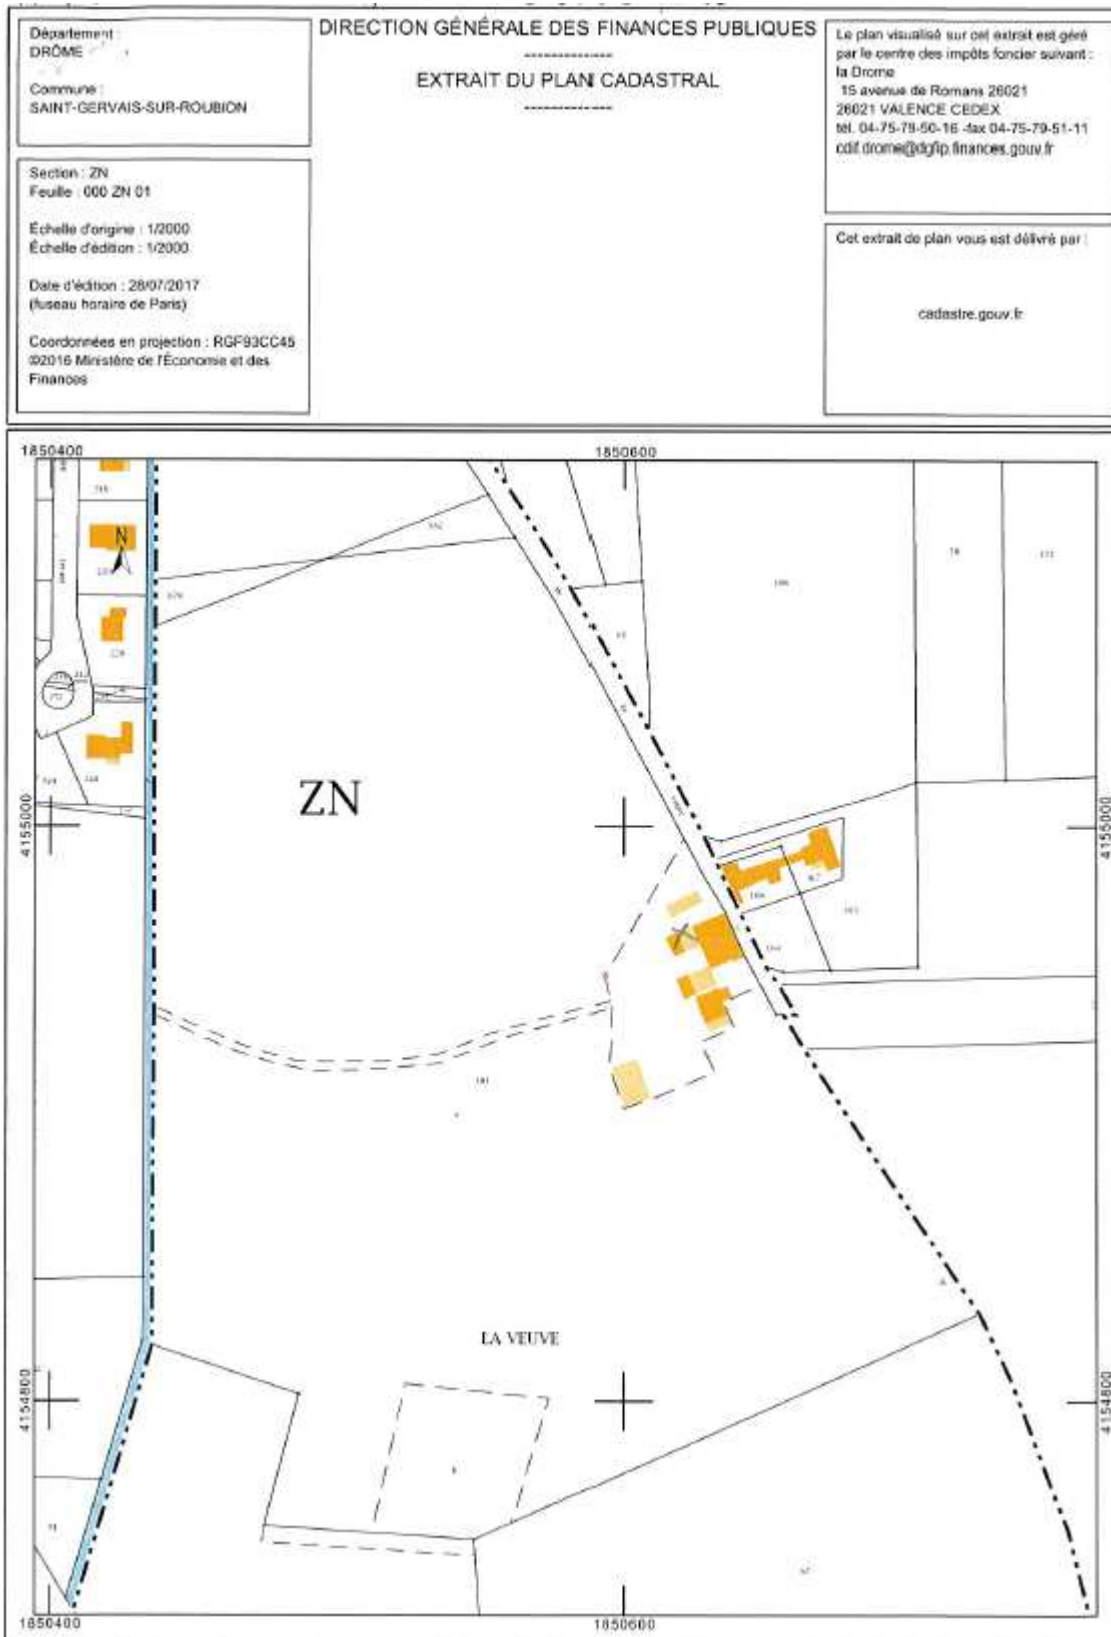 Département :
DRÔME
Commune :
SAINT-GERVAIS-SUR-ROUBION
Section : ZN
Feuille : 000 ZN 01
Échelle d'origine : 1/2000
Échelle d'édition : 1/2000
Date d'édition : 28/07/2017
(fuseau horaire de Paris)
Coordonnées en projection : RGF93CC45
©2016 Ministère de l'Économie et des
Finances
DIRECTION GÉNÉRALE DES FINANCES PUBLIQUES
EXTRAIT DU PLAN CADASTRAL
Le plan visualisé sur cet extrait est géré
par le centre des impôts foncier suivant :
la Drome
15 avenue de Romans 26021
26021 VALENCE CEDEX
tél. 04-75-79-50-16 -fax 04-75-79-51-11
cdif.drome@dgfip.finances.gouv.fr
Cet extrait de plan vous est délivré par :
cadastre.gouv.fr
1850400
1850600
N
ZN
4155000
4155000
LA VEUVE
4154800
4154800
1850400
1850600